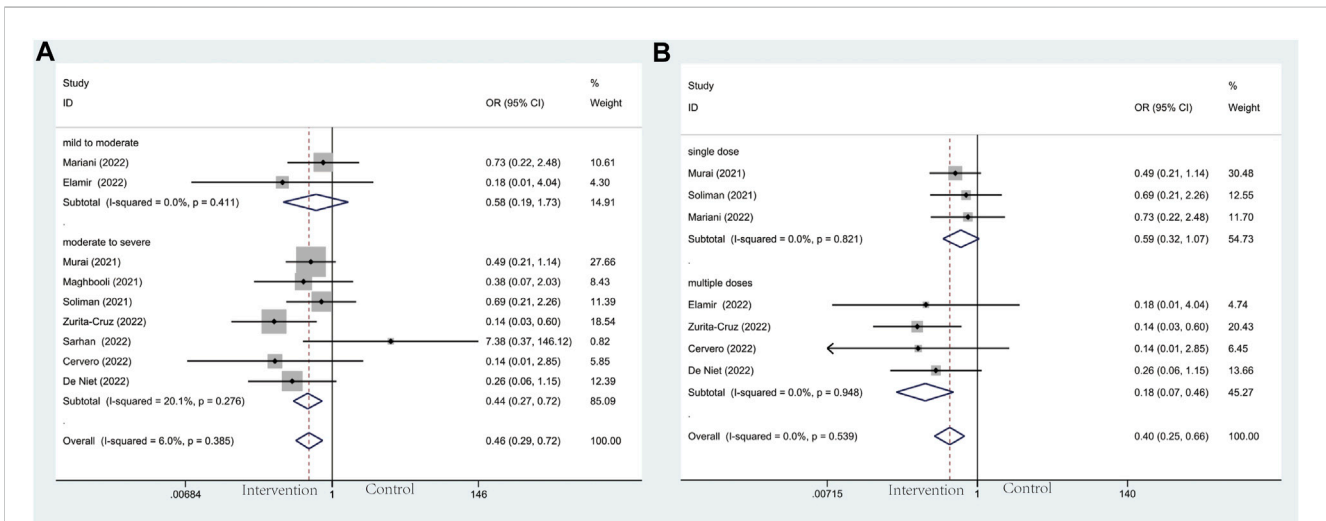 A
Study %
ID OR (95% CI) Weight
mild to moderate
Mariani (2022) 0.73 (0.22, 2.48) 10.61
Elamir (2022) 0.18 (0.01, 4.04) 4.30
Subtotal (I-squared = 0.0%, p = 0.411) 0.58 (0.19, 1.73) 14.91
.
moderate to severe
Murai (2021) 0.49 (0.21, 1.14) 27.66
Maghbooli (2021) 0.38 (0.07, 2.03) 8.43
Soliman (2021) 0.69 (0.21, 2.26) 11.39
Zurita-Cruz (2022) 0.14 (0.03, 0.60) 18.54
Sarhan (2022) 7.38 (0.37, 146.12) 0.82
Cervero (2022) 0.14 (0.01, 2.85) 5.85
De Niet (2022) 0.26 (0.06, 1.15) 12.39
Subtotal (I-squared = 20.1%, p = 0.276) 0.44 (0.27, 0.72) 85.09
.
Overall (I-squared = 6.0%, p = 0.385) 0.46 (0.29, 0.72) 100.00
.00684 Intervention 1 Control 146
B
Study %
ID OR (95% CI) Weight
single dose
Murai (2021) 0.49 (0.21, 1.14) 30.48
Soliman (2021) 0.69 (0.21, 2.26) 12.55
Mariani (2022) 0.73 (0.22, 2.48) 11.70
Subtotal (I-squared = 0.0%, p = 0.821) 0.59 (0.32, 1.07) 54.73
.
multiple doses
Elamir (2022) 0.18 (0.01, 4.04) 4.74
Zurita-Cruz (2022) 0.14 (0.03, 0.60) 20.43
Cervero (2022) 0.14 (0.01, 2.85) 6.45
De Niet (2022) 0.26 (0.06, 1.15) 13.66
Subtotal (I-squared = 0.0%, p = 0.948) 0.18 (0.07, 0.46) 45.27
.
Overall (I-squared = 0.0%, p = 0.539) 0.40 (0.25, 0.66) 100.00
.00715 Intervention 1 Control 140